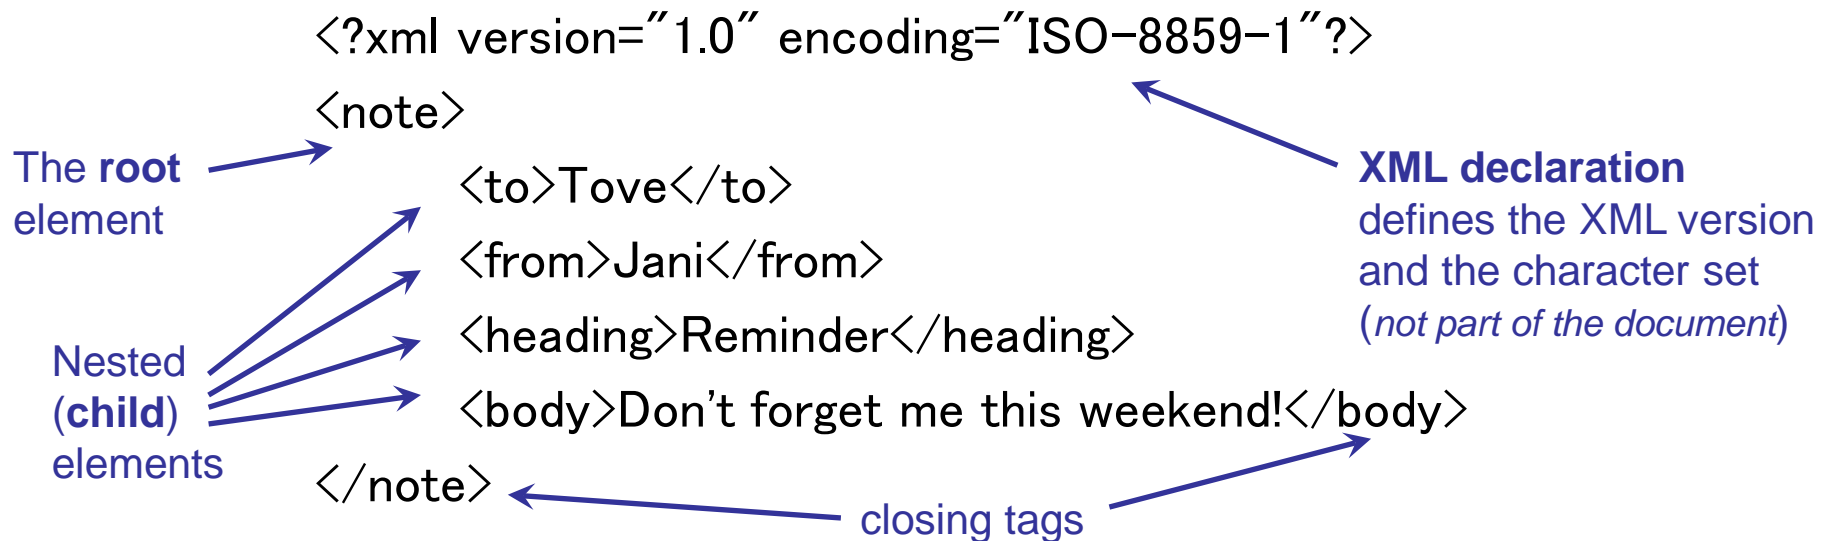 <?xml version="1.0" encoding="ISO-8859-1"?>
<note>
<to>Tove</to>
<from>Jani</from>
<heading>Reminder</heading>
<body>Don't forget me this weekend!</body>
</note>
The root
element
Nested
(child)
elements
XML declaration
defines the XML version
and the character set
(not part of the document)
closing tags